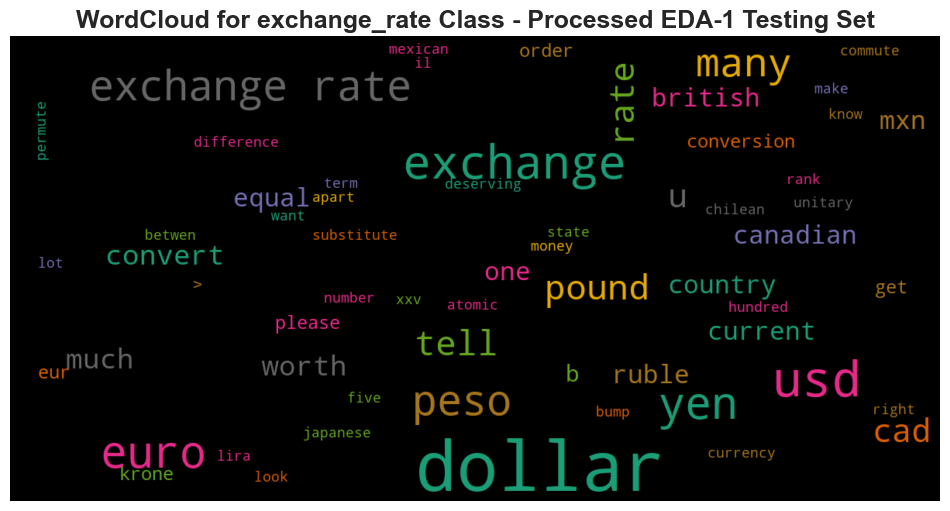 WordCloud for exchange_rate Class - Processed EDA-1 Testing Set
mexican
il
order
many
commute
exchange rate
rate
british
make
know
mxn
permute
difference
exchange
conversion
deserving
term
apart
equal
want
rank
u
chilean
unitary
betwen
substitute
state
money
canadian
convert
lot
>
one
pound
country
get
number
xxv
atomic
hundred
please
tell
current
much
worth
eur
b
ruble
usd
five
peso
bump
yen
right
cad
japanese
euro
lira
krone
look
dollar
currency